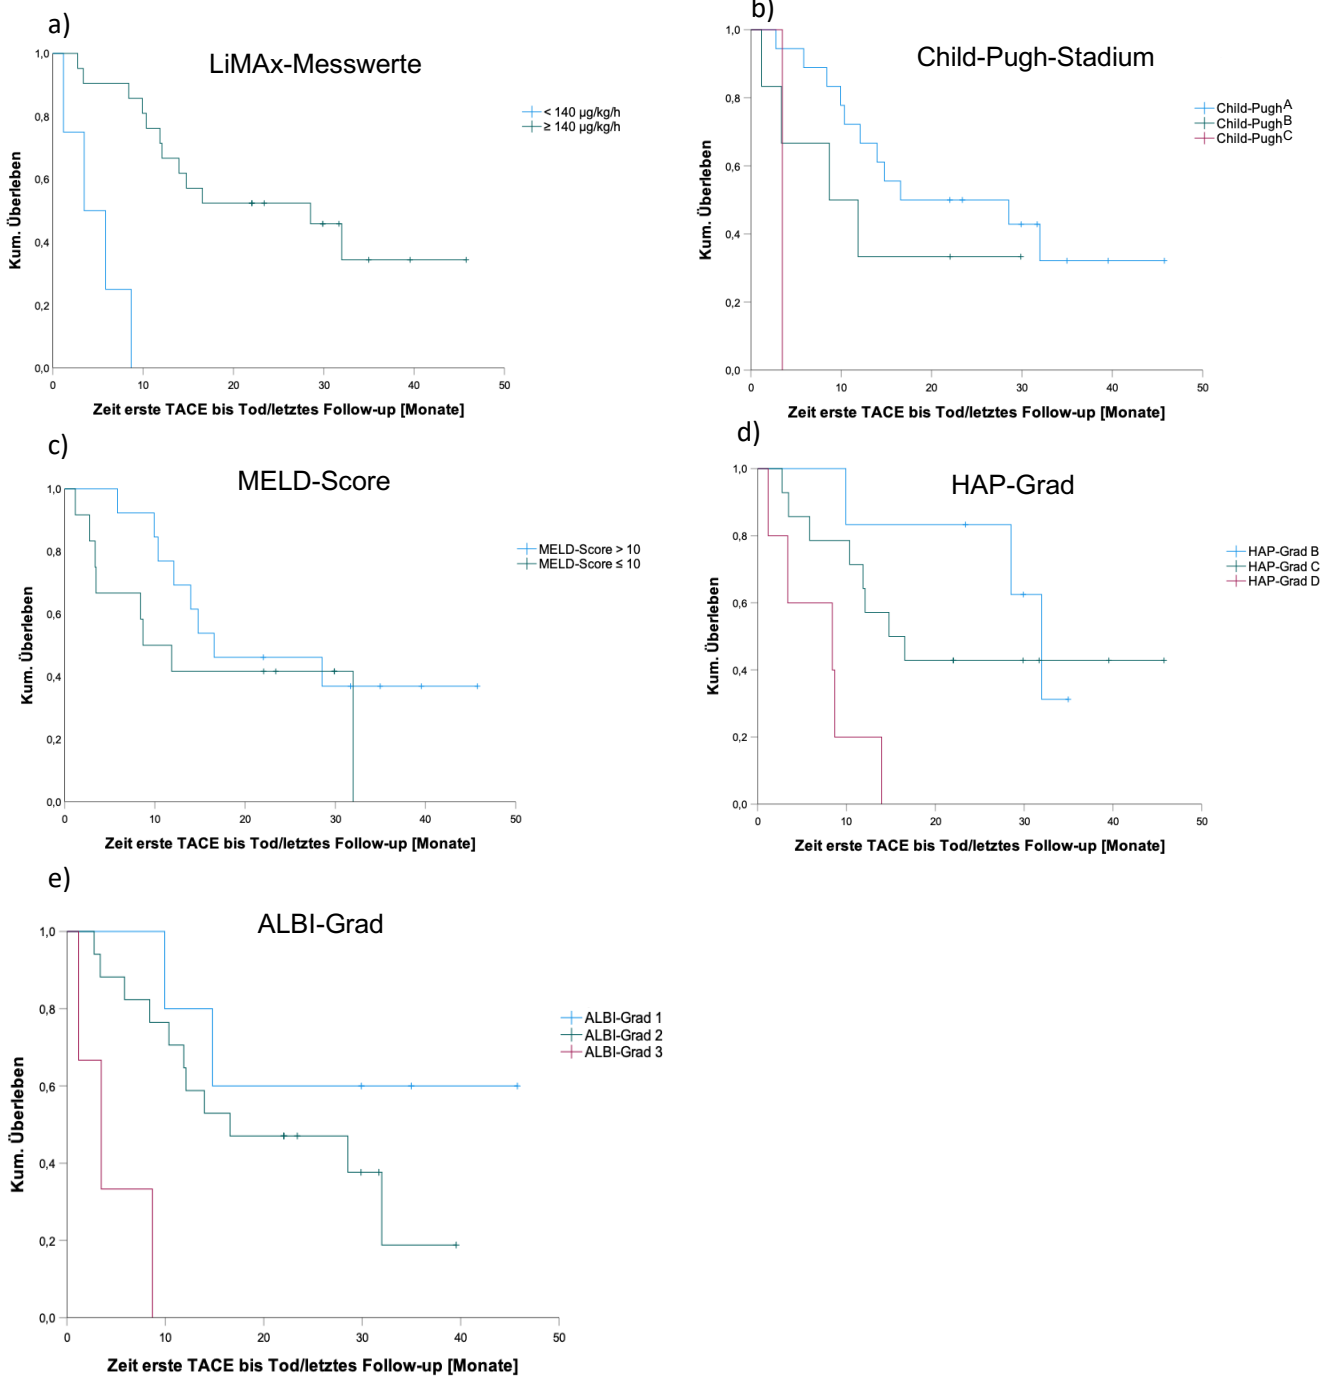 a)
LiMAx-Messwerte
1,0
0,8
0,6
0,4
0,2
0,0
0 10 20 30 40 50
Kum. Überleben
Zeit erste TACE bis Tod/letztes Follow-up [Monate]
< 140 µg/kg/h
≥ 140 µg/kg/h
b)
Child-Pugh-Stadium
1,0
0,8
0,6
0,4
0,2
0,0
0 10 20 30 40 50
Kum. Überleben
Zeit erste TACE bis Tod/letztes Follow-up [Monate]
Child-Pugh A
Child-Pugh B
Child-Pugh C
c)
MELD-Score
1,0
0,8
0,6
0,4
0,2
0,0
0 10 20 30 40 50
Kum. Überleben
Zeit erste TACE bis Tod/letztes Follow-up [Monate]
MELD-Score > 10
MELD-Score ≤ 10
d)
HAP-Grad
1,0
0,8
0,6
0,4
0,2
0,0
0 10 20 30 40 50
Kum. Überleben
Zeit erste TACE bis Tod/letztes Follow-up [Monate]
HAP-Grad B
HAP-Grad C
HAP-Grad D
e)
ALBI-Grad
1,0
0,8
0,6
0,4
0,2
0,0
0 10 20 30 40 50
Kum. Überleben
Zeit erste TACE bis Tod/letztes Follow-up [Monate]
ALBI-Grad 1
ALBI-Grad 2
ALBI-Grad 3